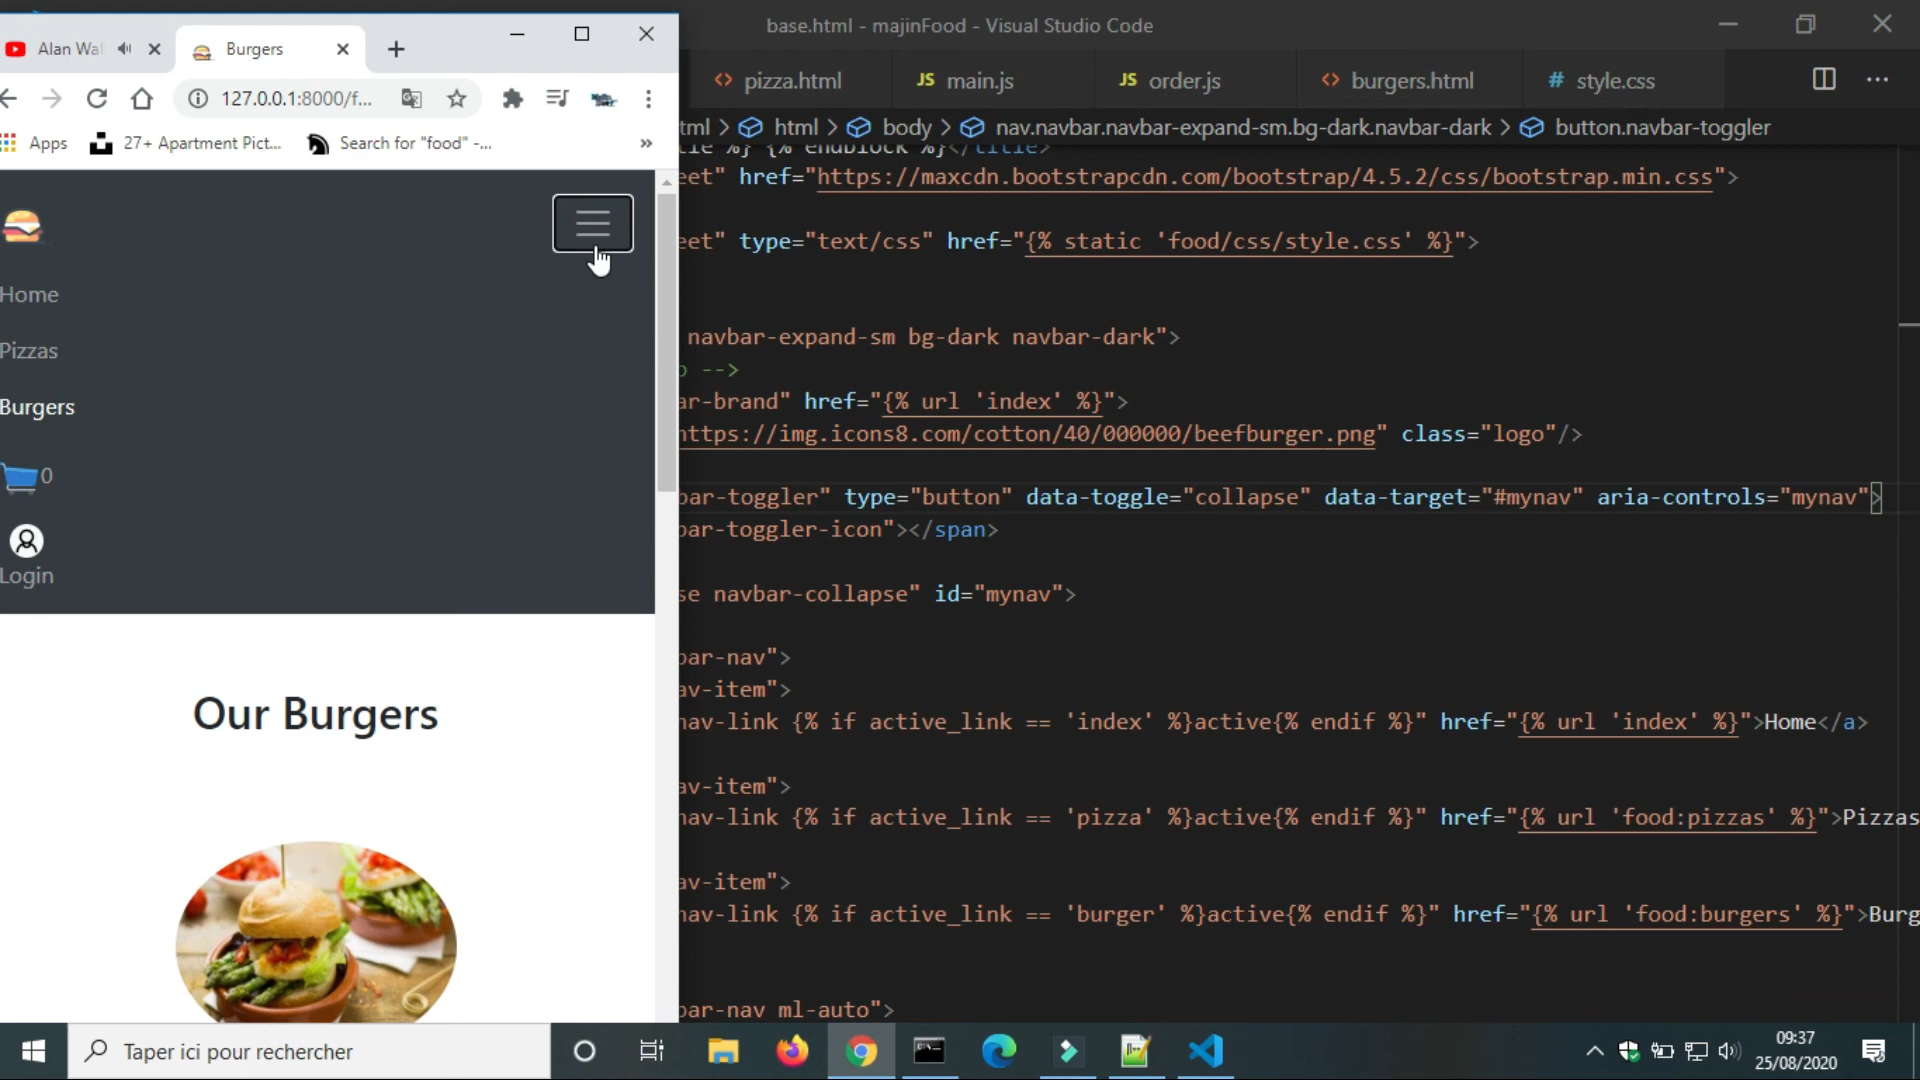 base.html - majinFood - Visual Studio Code
Alan Wal
Burgers
pizza.html
main.js
order.js
burgers.html
style.css
127.0.0.1:8000/f...
Apps
27+ Apartment Pict...
Search for "food" -...
»
tml > html > body > nav.navbar.navbar-expand-sm.bg-dark.navbar-dark > button.navbar-toggler
tle %} {% endblock %}</title>
eet" href="https://maxcdn.bootstrapcdn.com/bootstrap/4.5.2/css/bootstrap.min.css">
eet" type="text/css" href="{% static 'food/css/style.css' %}">
navbar-expand-sm bg-dark navbar-dark">
o -->
ar-brand" href="{% url 'index' %}">
https://img.icons8.com/cotton/40/000000/beefburger.png" class="logo"/>
bar-toggler" type="button" data-toggle="collapse" data-target="#mynav" aria-controls="mynav">
bar-toggler-icon"></span>
se navbar-collapse" id="mynav">
bar-nav">
av-item">
nav-link {% if active_link == 'index' %}active{% endif %}" href="{% url 'index' %}">Home</a>
av-item">
nav-link {% if active_link == 'pizza' %}active{% endif %}" href="{% url 'food:pizzas' %}">Pizzas
av-item">
nav-link {% if active_link == 'burger' %}active{% endif %}" href="{% url 'food:burgers' %}">Burg
bar-nav ml-auto">
Home
Pizzas
Burgers
0
Login
Our Burgers
Taper ici pour rechercher
09:37
25/08/2020